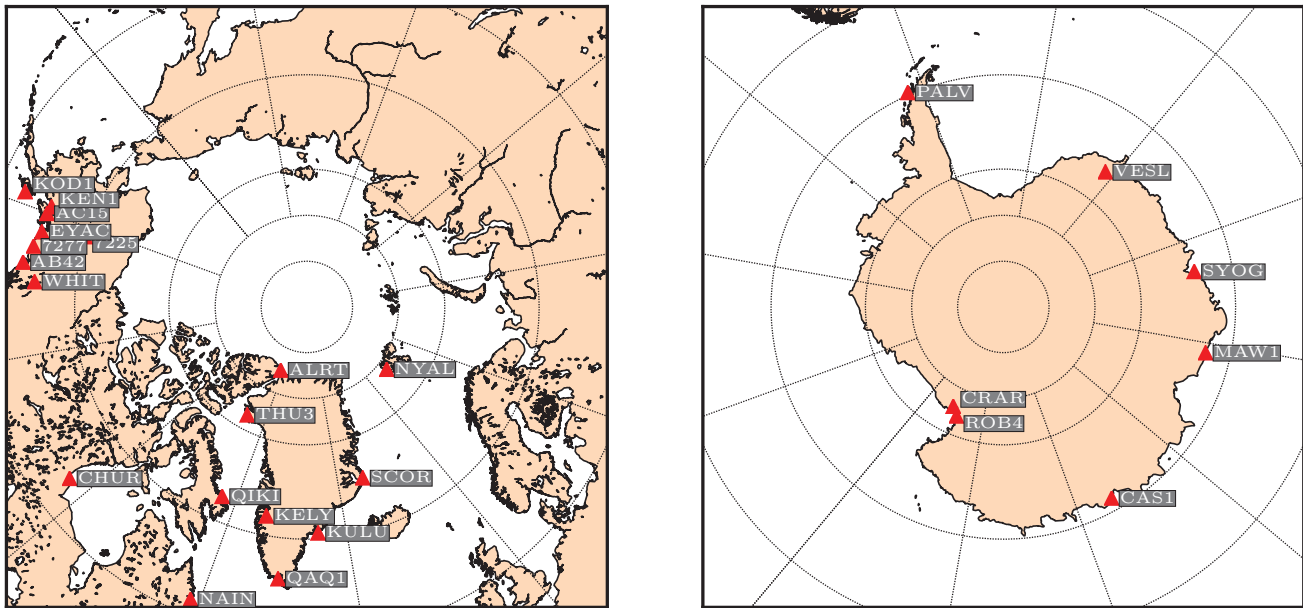 KOD1
KEN1
AC15
EYAC
7277
7225
AB42
WHIT
ALRT
NYAL
THU3
CHUR
QIKI
SCOR
KELY
KULU
QAQ1
NAIN
PALV
VESL
SYOG
MAW1
CRAR
ROB4
CAS1